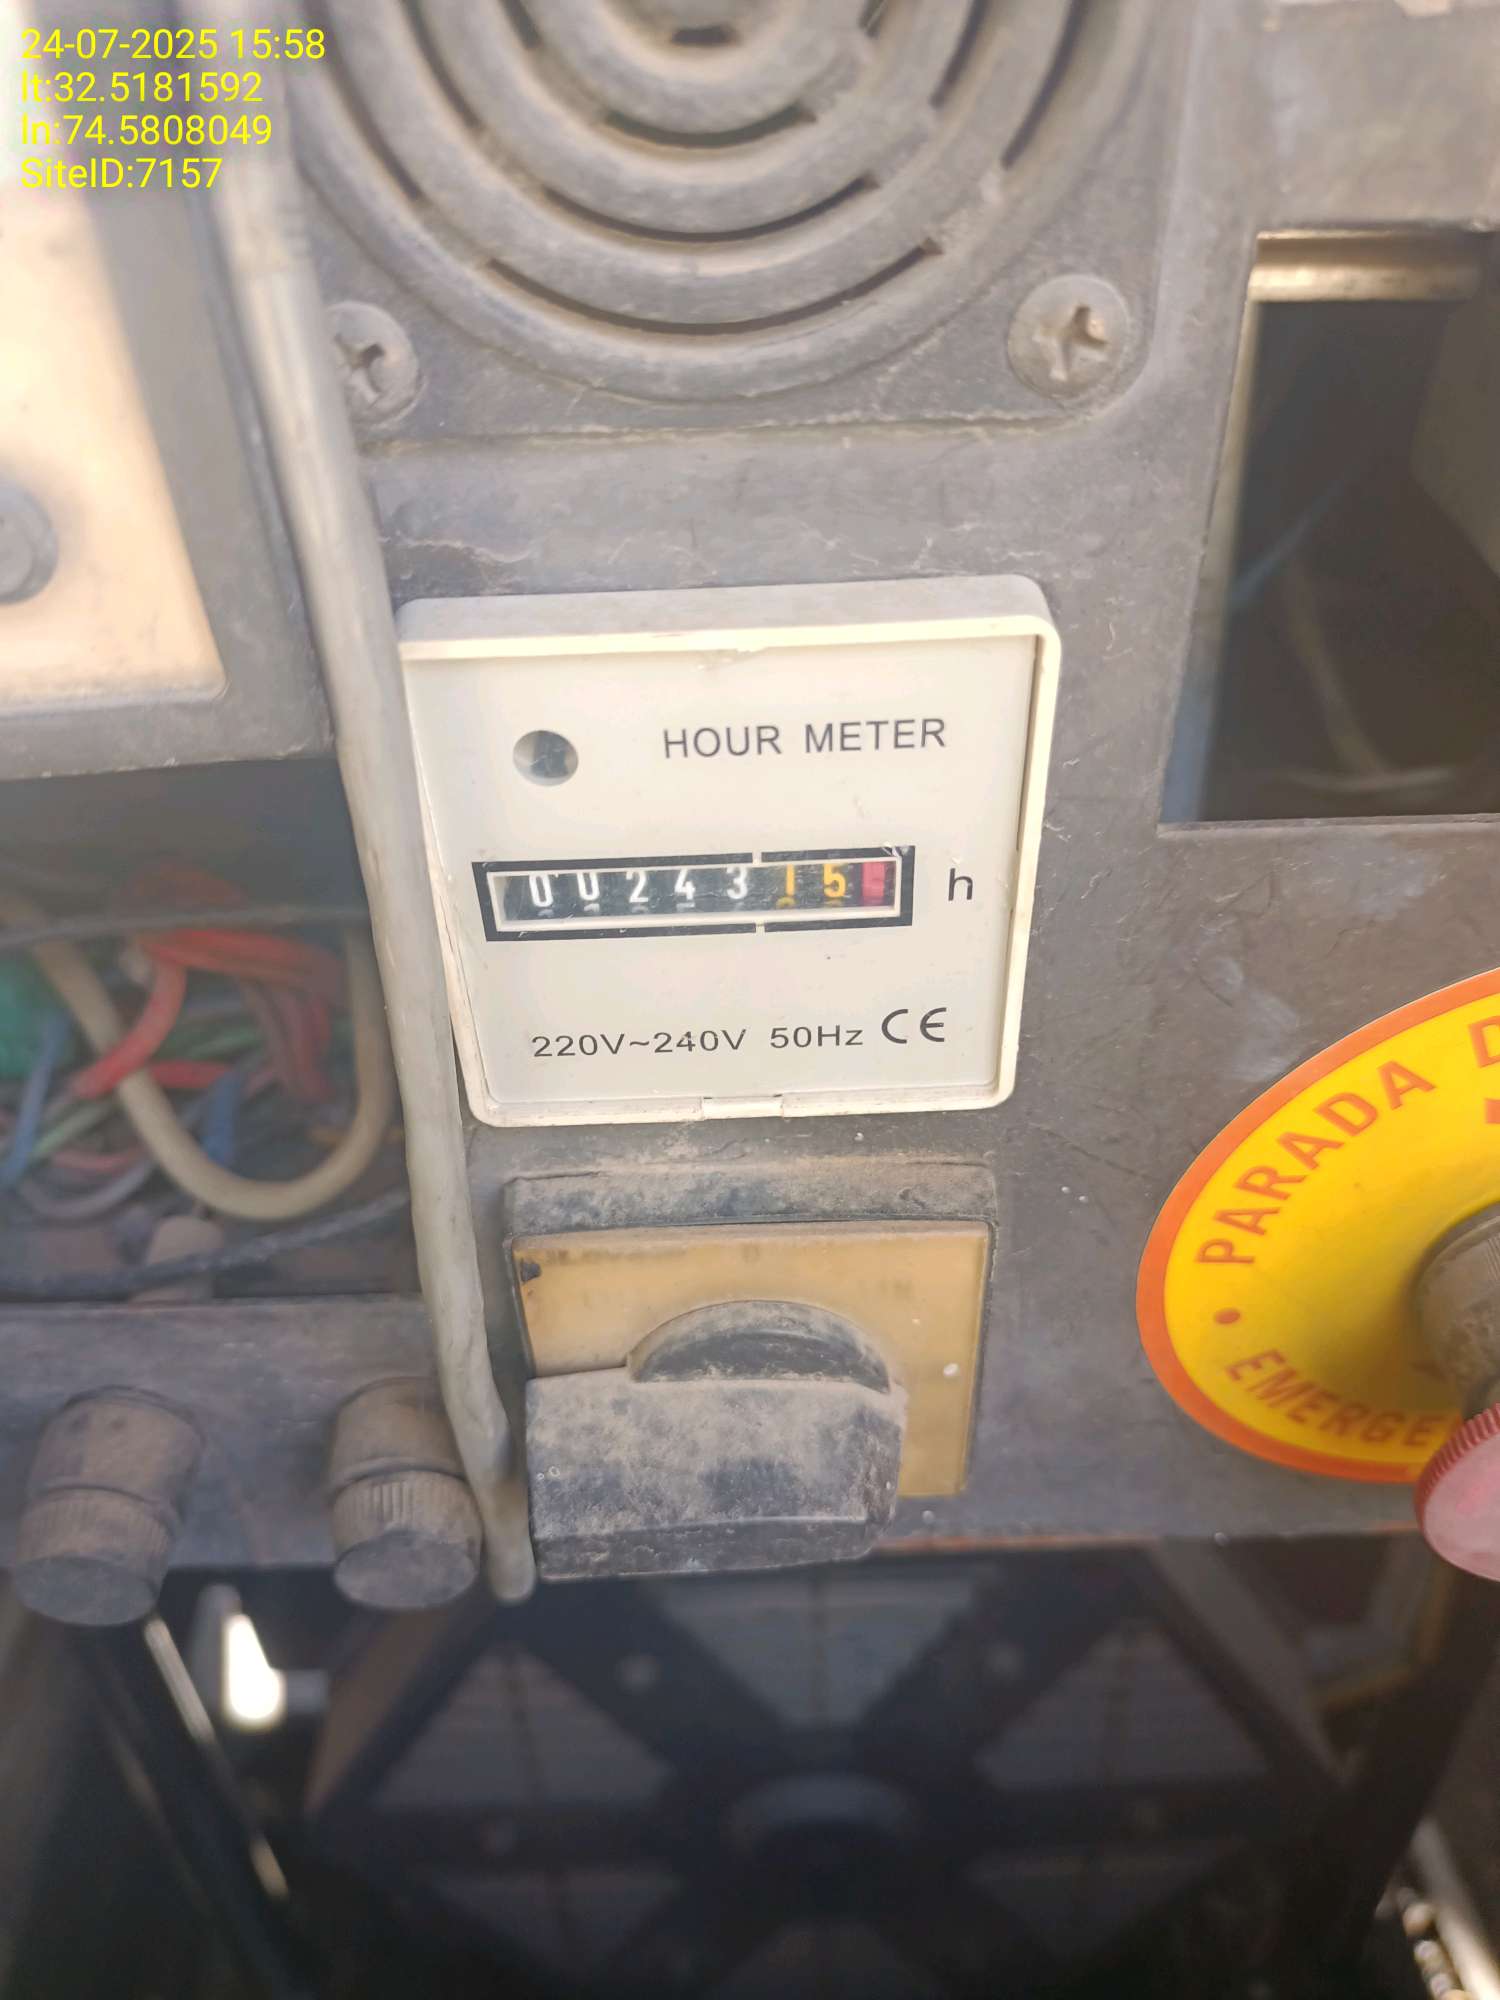 24-07-2025 15:58
lt:32.5181592
ln:74.5808049
SiteID:7157
HOUR METER
0024315 h
220V~240V 50Hz CE
PARADA D
EMERGE